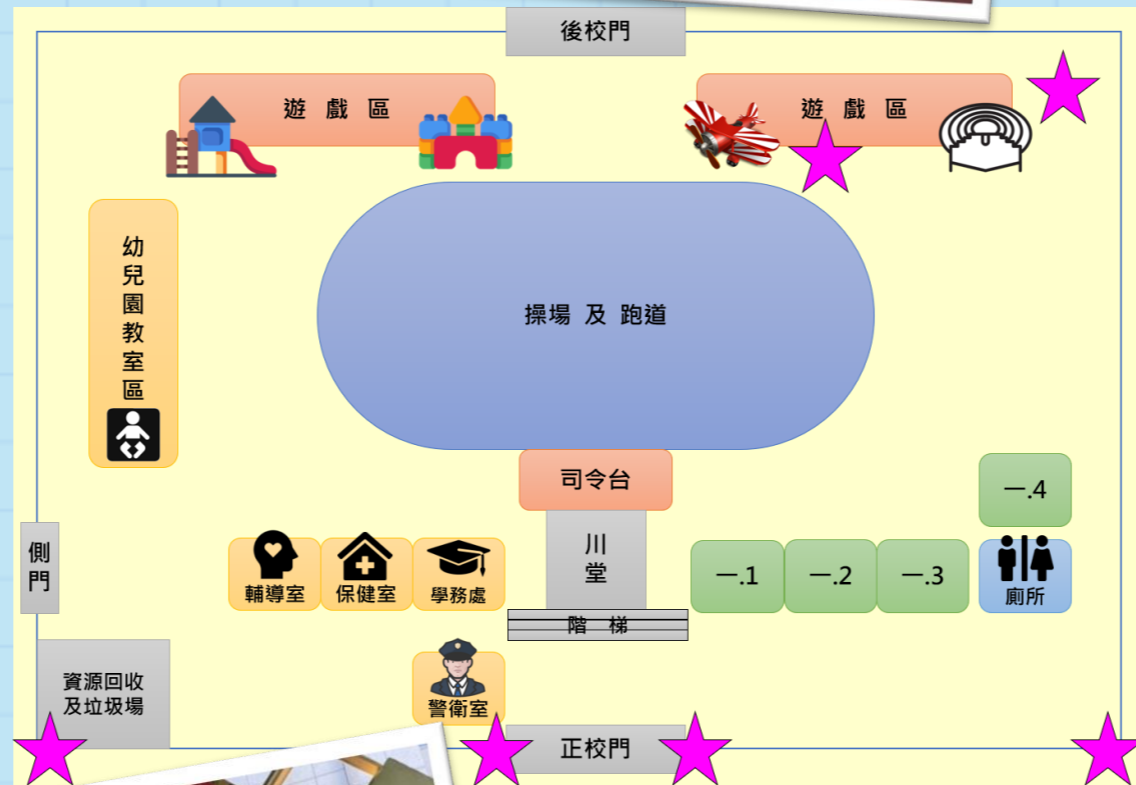 後校門
遊 戲 區
遊 戲 區
幼
兒
園
教
室
區
操場 及 跑道
司令台
一.4
側
門
輔導室
保健室
學務處
川
堂
一.1
一.2
一.3
廁所
階 梯
資源回收
及垃圾場
警衛室
正校門